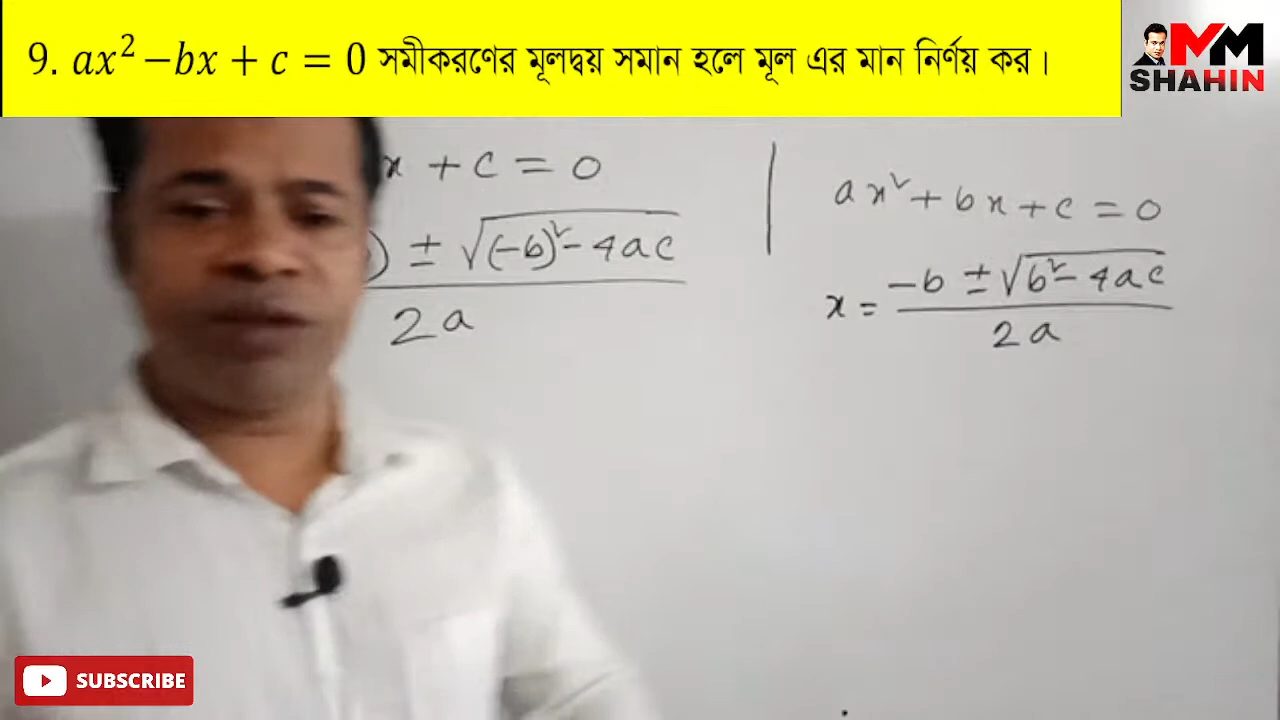 9. ax² −bx + c = 0 সমীকরণের মূলদ্বয় সমান হলে মূল এর মান নির্ণয় কর।
MM
SHAHIN
x + c = 0
) ± √(-b)² - 4ac
2a
ax² + bx + c = 0
x = -b ± √b² - 4ac
2a
SUBSCRIBE